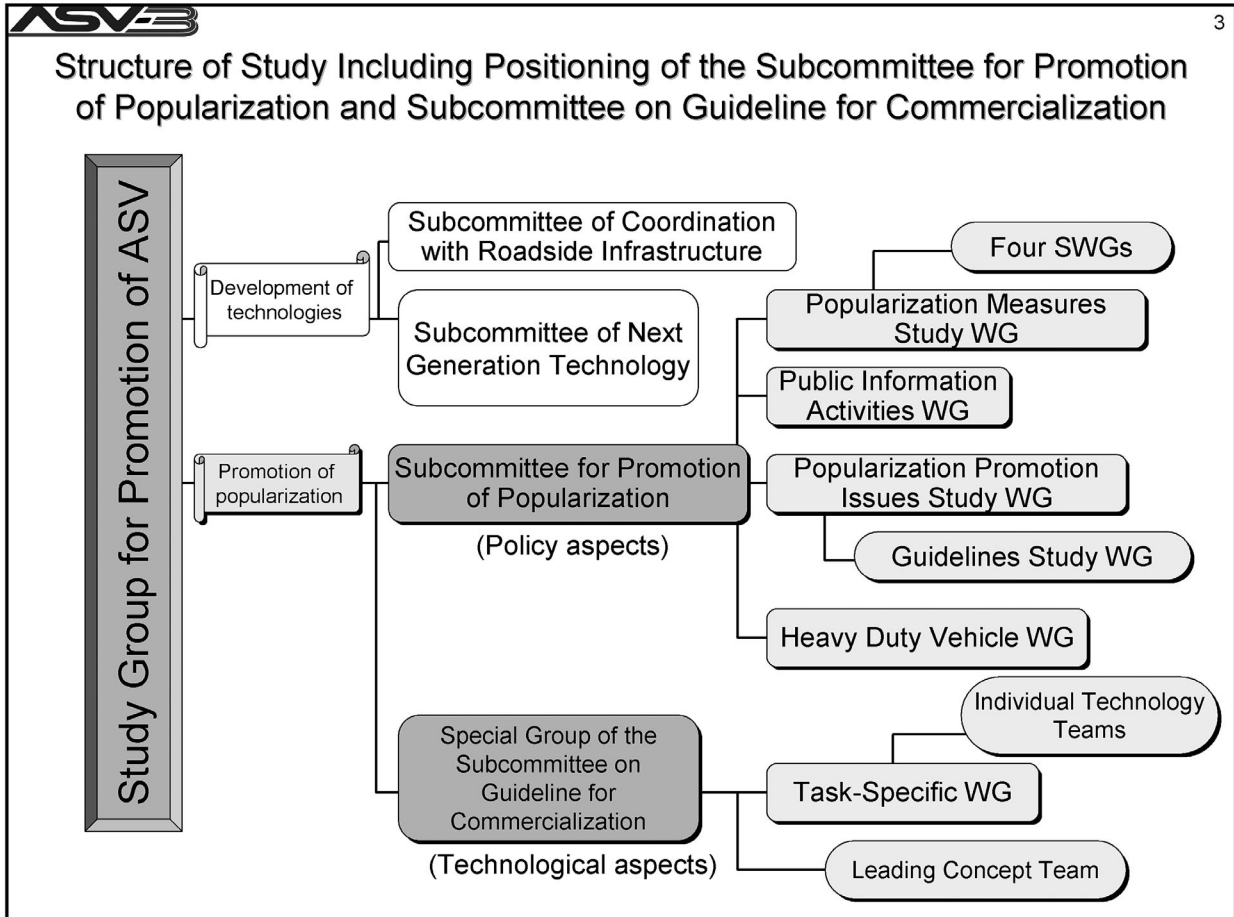 ASV-3
3
Structure of Study Including Positioning of the Subcommittee for Promotion
of Popularization and Subcommittee on Guideline for Commercialization
Study Group for Promotion of ASV
Development of
technologies
Subcommittee of Coordination
with Roadside Infrastructure
Subcommittee of Next
Generation Technology
Promotion of
popularization
Subcommittee for Promotion
of Popularization
(Policy aspects)
Four SWGs
Popularization Measures
Study WG
Public Information
Activities WG
Popularization Promotion
Issues Study WG
Guidelines Study WG
Heavy Duty Vehicle WG
Special Group of the
Subcommittee on
Guideline for
Commercialization
(Technological aspects)
Individual Technology
Teams
Task-Specific WG
Leading Concept Team